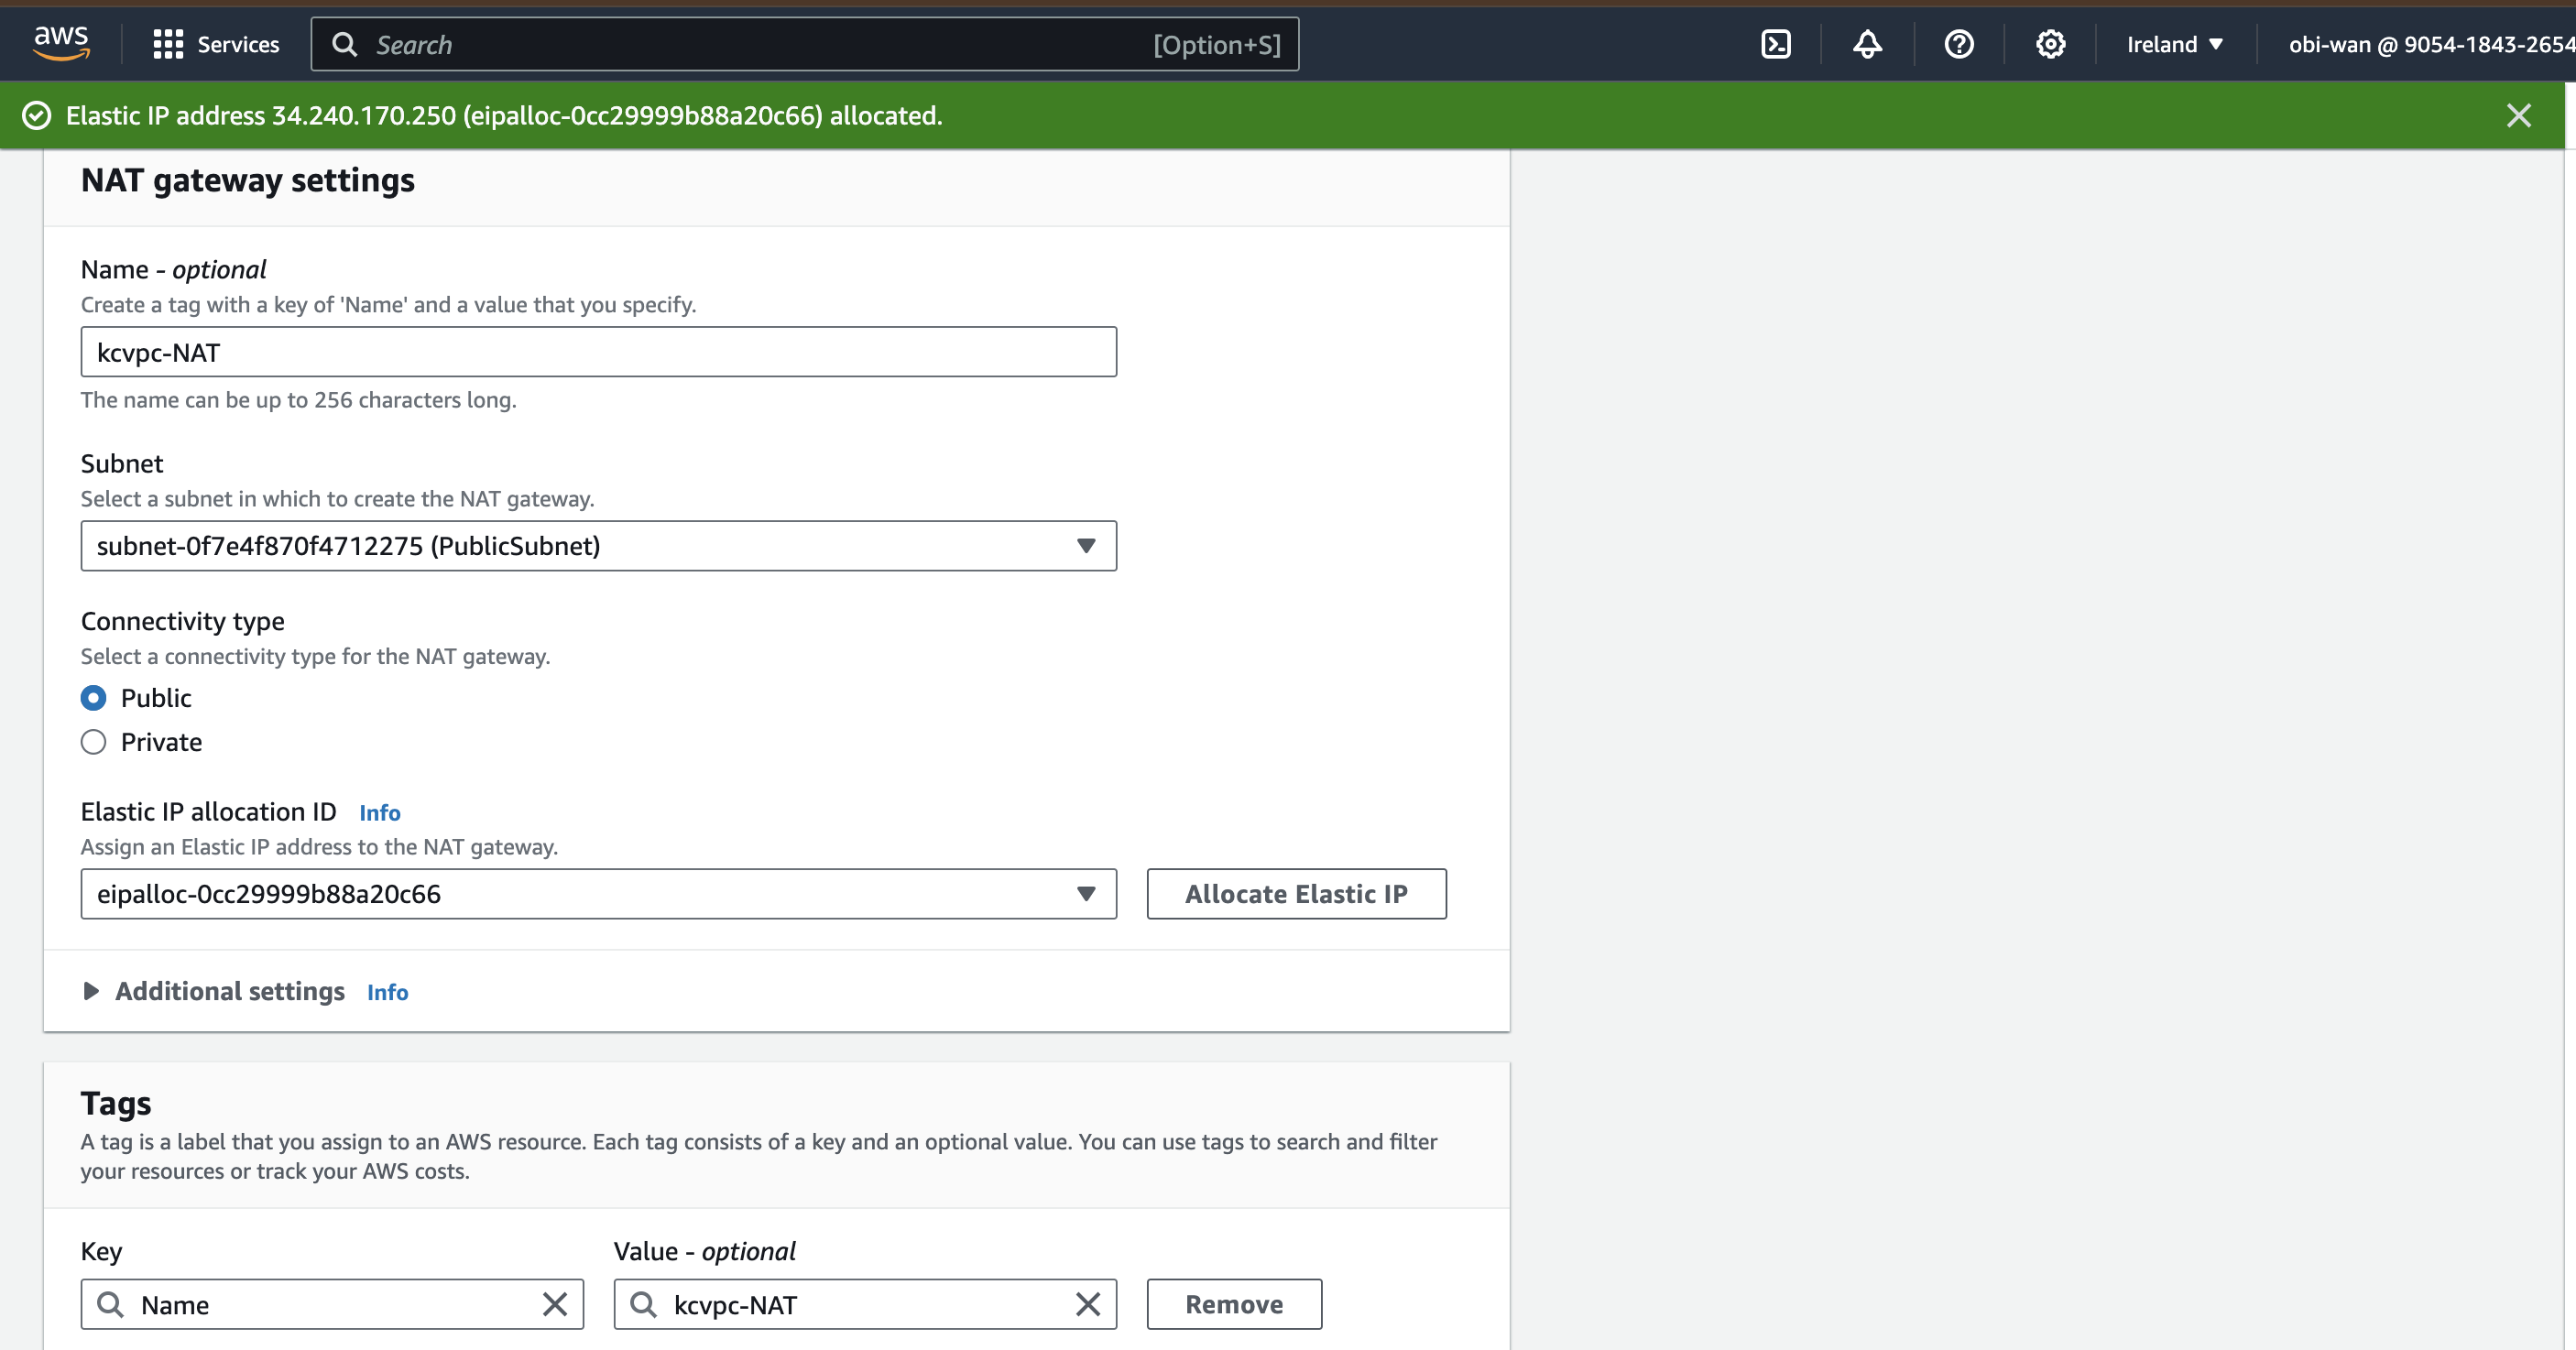 aws
Services
Search
[Option+S]
Ireland
obi-wan @ 9054-1843-2654
Elastic IP address 34.240.170.250 (eipalloc-0cc29999b88a20c66) allocated.
NAT gateway settings
Name - optional
Create a tag with a key of 'Name' and a value that you specify.
kcvpc-NAT
The name can be up to 256 characters long.
Subnet
Select a subnet in which to create the NAT gateway.
subnet-0f7e4f870f4712275 (PublicSubnet)
Connectivity type
Select a connectivity type for the NAT gateway.
Public
Private
Elastic IP allocation ID Info
Assign an Elastic IP address to the NAT gateway.
eipalloc-0cc29999b88a20c66
Allocate Elastic IP
Additional settings Info
Tags
A tag is a label that you assign to an AWS resource. Each tag consists of a key and an optional value. You can use tags to search and filter
your resources or track your AWS costs.
Key
Value - optional
Name
kcvpc-NAT
Remove